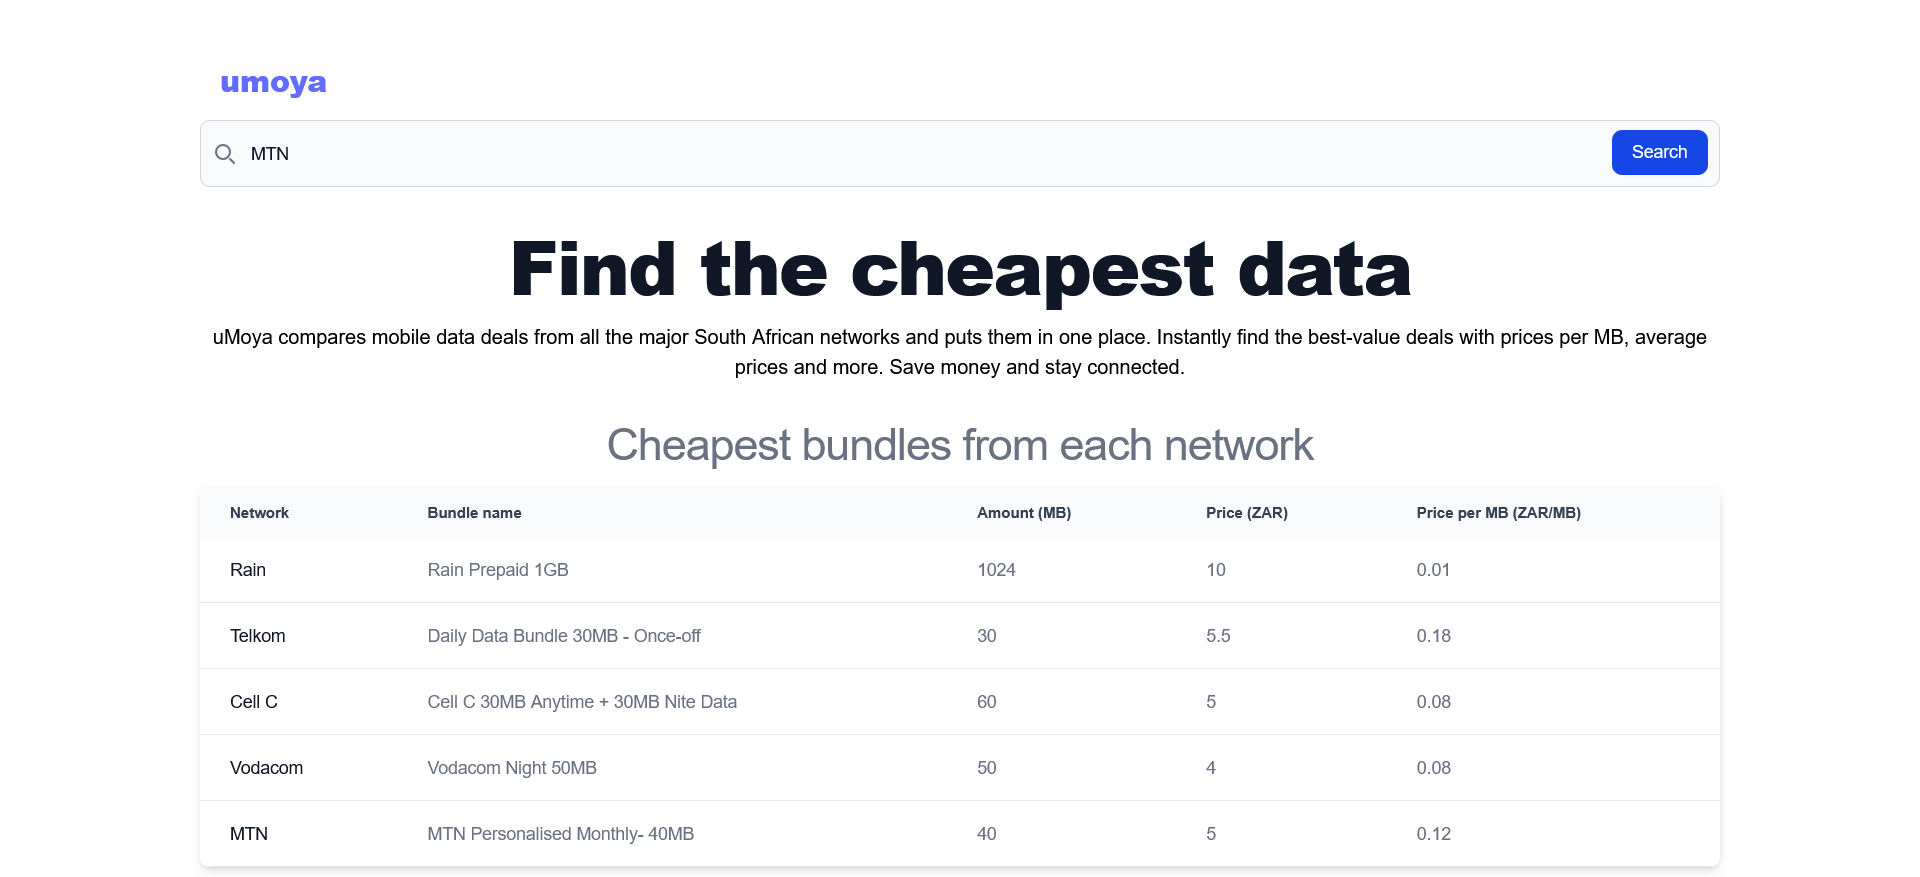 umoya
MTN
Search
Find the cheapest data
uMoya compares mobile data deals from all the major South African networks and puts them in one place. Instantly find the best-value deals with prices per MB, average
prices and more. Save money and stay connected.
Cheapest bundles from each network
Network Bundle name Amount (MB) Price (ZAR) Price per MB (ZAR/MB)
Rain Rain Prepaid 1GB 1024 10 0.01
Telkom Daily Data Bundle 30MB - Once-off 30 5.5 0.18
Cell C Cell C 30MB Anytime + 30MB Nite Data 60 5 0.08
Vodacom Vodacom Night 50MB 50 4 0.08
MTN MTN Personalised Monthly- 40MB 40 5 0.12